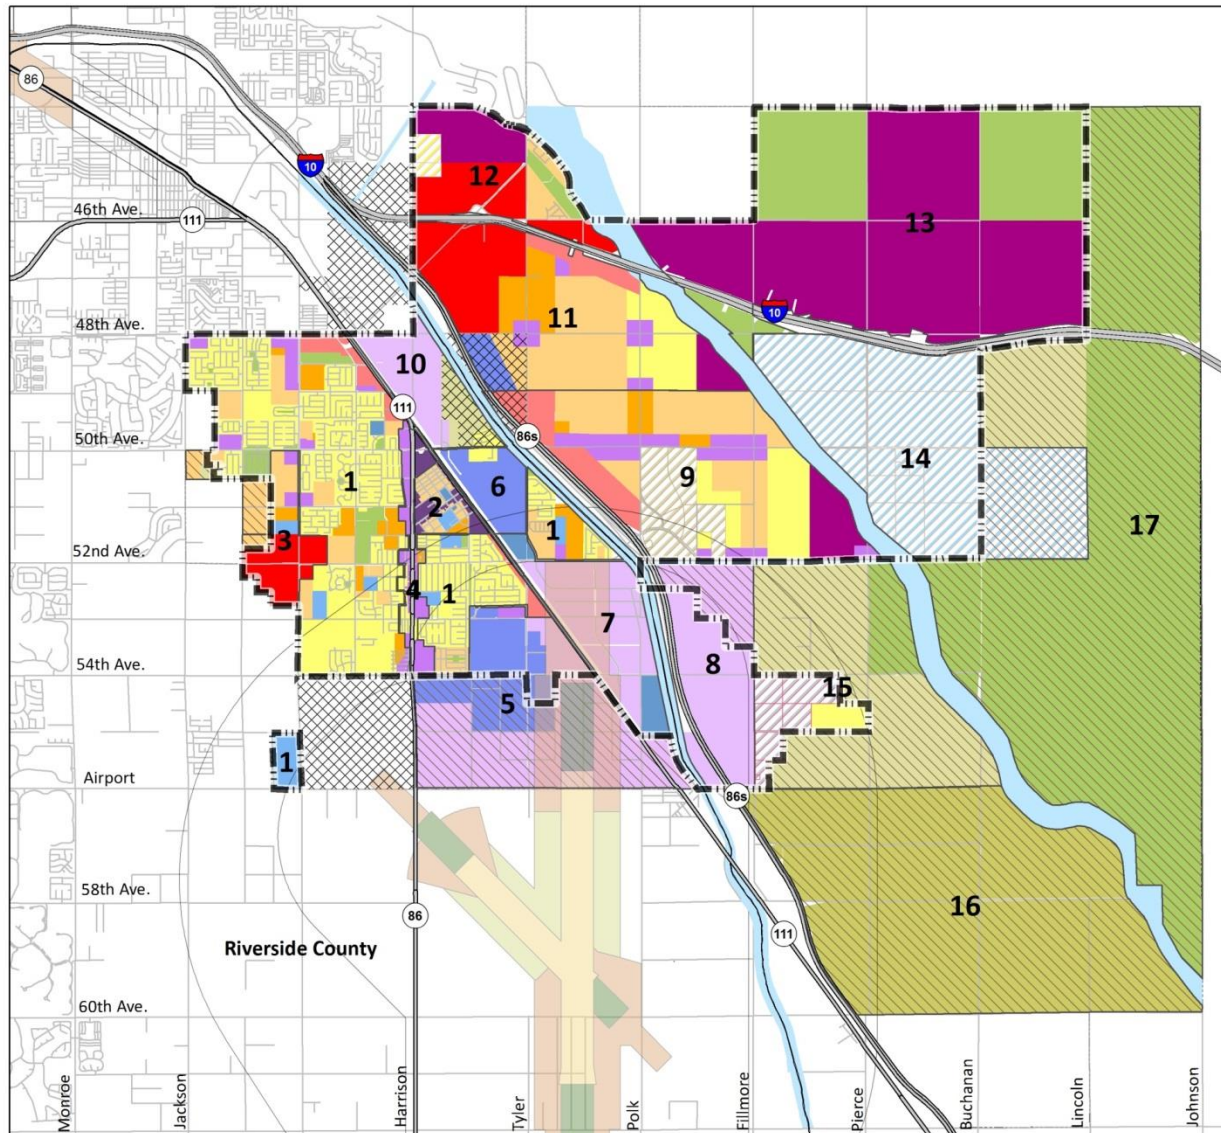 86
10
46th Ave.
111
12
13
48th Ave.
11
10
10
111
50th Ave.
86s
1
6
9
14
2
17
52nd Ave.
3
1
4
1
7
8
54th Ave.
15
5
1
Airport
86s
58th Ave.
86
16
111
Riverside County
60th Ave.
Monroe
Jackson
Harrison
Tyler
Polk
Fillmore
Pierce
Buchanan
Lincoln
Johnson